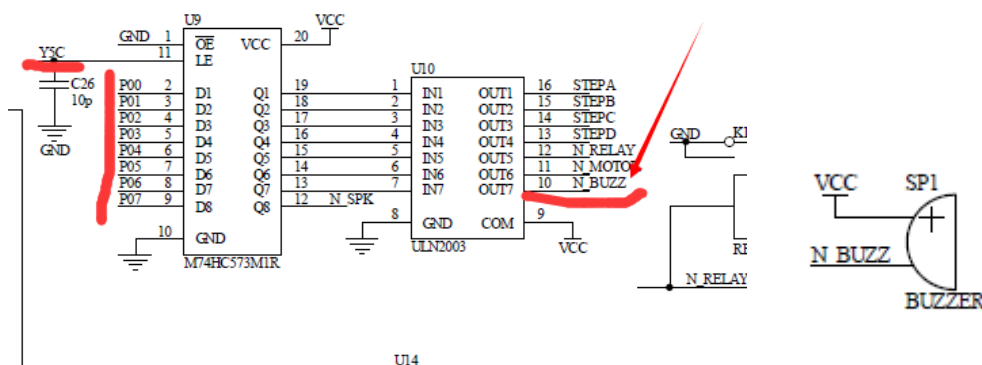 U9
VCC
GND 1 OE VCC 20
Y5C 11 LE
C26
10p
GND
P00 2 D1 Q1 19
P01 3 D2 Q2 18
P02 4 D3 Q3 17
P03 5 D4 Q4 16
P04 6 D5 Q5 15
P05 7 D6 Q6 14
P06 8 D7 Q7 13
P07 9 D8 Q8 12 N_SPK
10 GND
M74HC573M1R
U10
1 IN1 OUT1 16 STEPA
2 IN2 OUT2 15 STEPB
3 IN3 OUT3 14 STEPC
4 IN4 OUT4 13 STEPD
5 IN5 OUT5 12 N_RELAY
6 IN6 OUT6 11 N_MOTOR
7 IN7 OUT7 10 N_BUZZ
8 GND COM 9
ULN2003
VCC
GND
N_RELAY
VCC SP1
N BUZZ
BUZZER
U14